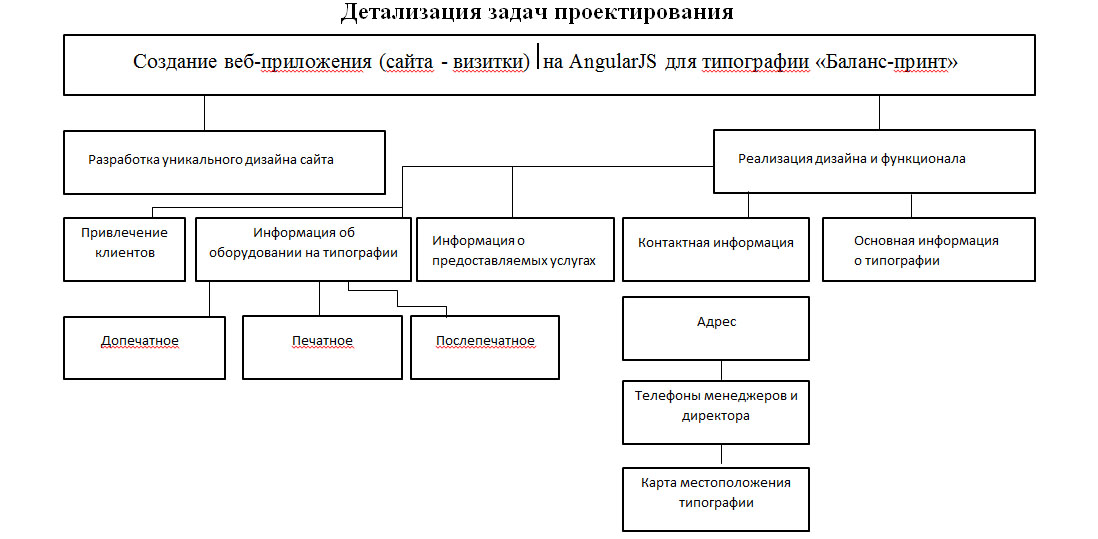 Детализация задач проектирования
Создание веб-приложения (сайта - визитки) на AngularJS для типографии «Баланс-принт»
Разработка уникального дизайна сайта
Реализация дизайна и функционала
Привлечение
клиентов
Информация об
оборудовании на типографии
Информация о
предоставляемых услугах
Контактная информация
Основная информация
о типографии
Допечатное
Печатное
Послепечатное
Адрес
Телефоны менеджеров и
директора
Карта местоположения
типографии